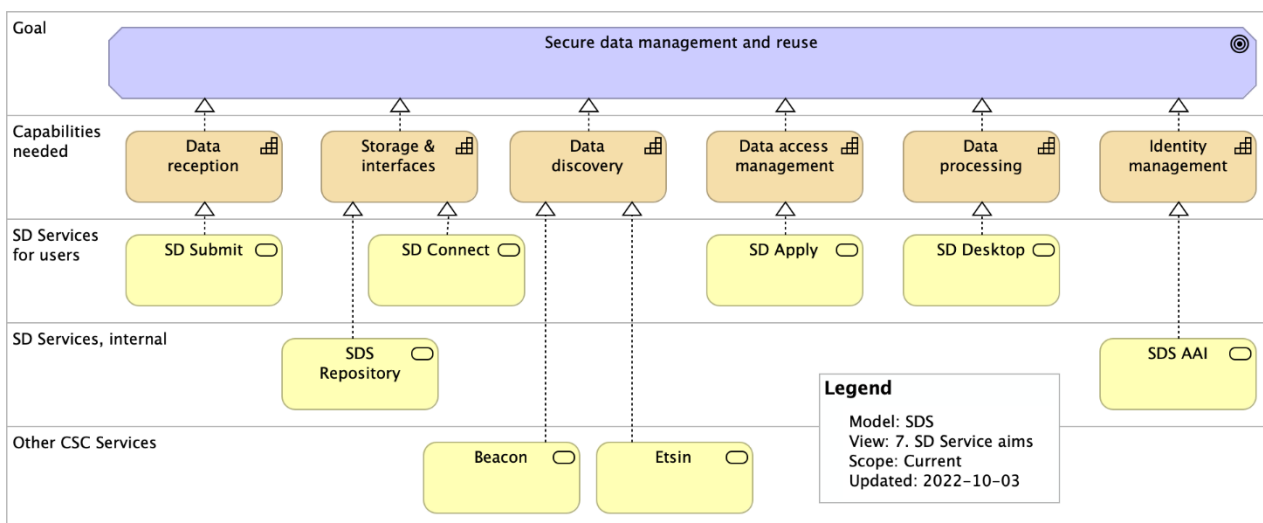 Goal
Secure data management and reuse
Capabilities
needed
Data
reception
Storage &
interfaces
Data
discovery
Data access
management
Data
processing
Identity
management
SD Services
for users
SD Submit
SD Connect
SD Apply
SD Desktop
SD Services, internal
SDS
Repository
SDS AAI
Other CSC Services
Beacon
Etsin
Legend
Model: SDS
View: 7. SD Service aims
Scope: Current
Updated: 2022-10-03